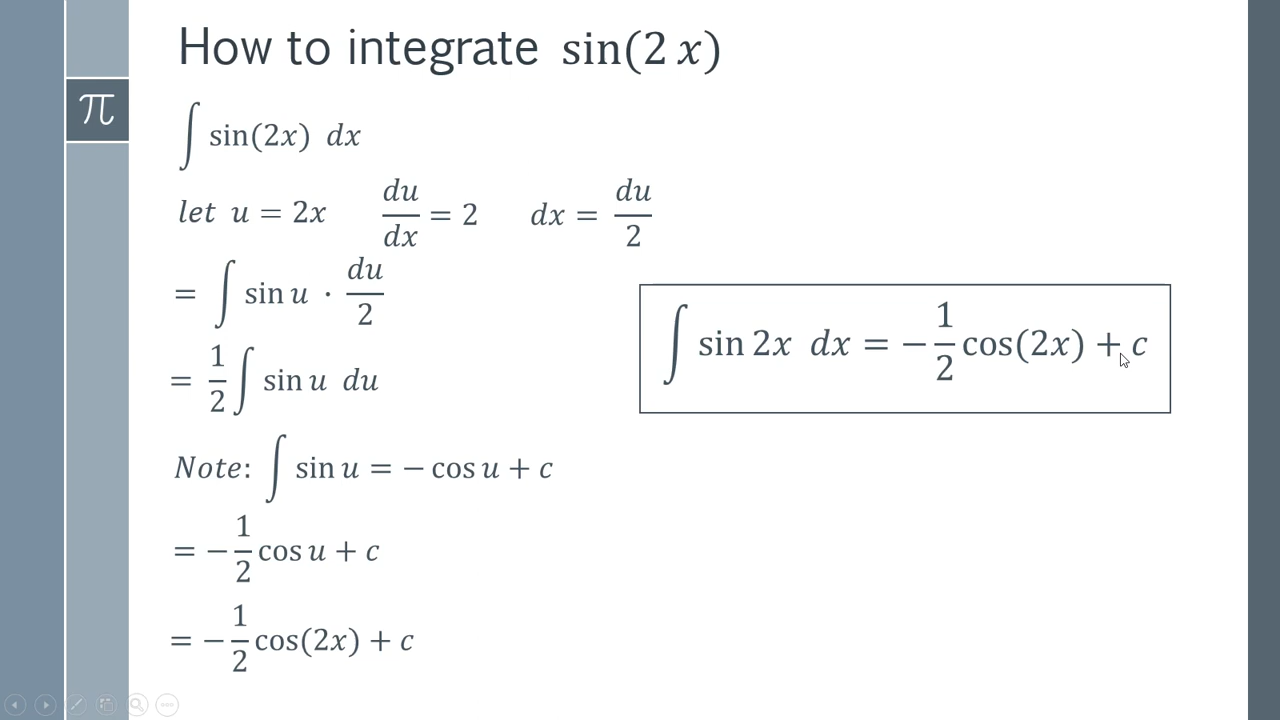 How to integrate sin(2 x)
π
∫ sin(2x) dx
let u = 2x du/dx = 2 dx = du/2
= ∫ sin u · du/2
= 1/2 ∫ sin u du
∫ sin 2x dx = −1/2 cos(2x) + c
Note: ∫ sin u = − cos u + c
= −1/2 cos u + c
= −1/2 cos(2x) + c